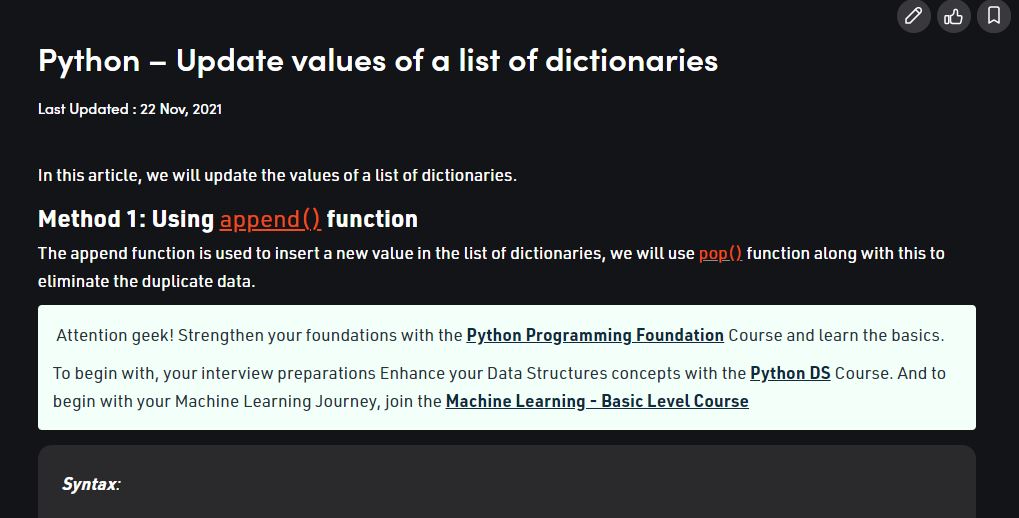 Python – Update values of a list of dictionaries
Last Updated : 22 Nov, 2021
In this article, we will update the values of a list of dictionaries.
Method 1: Using append() function
The append function is used to insert a new value in the list of dictionaries, we will use pop() function along with this to
eliminate the duplicate data.
Attention geek! Strengthen your foundations with the Python Programming Foundation Course and learn the basics.
To begin with, your interview preparations Enhance your Data Structures concepts with the Python DS Course. And to
begin with your Machine Learning Journey, join the Machine Learning - Basic Level Course
Syntax: